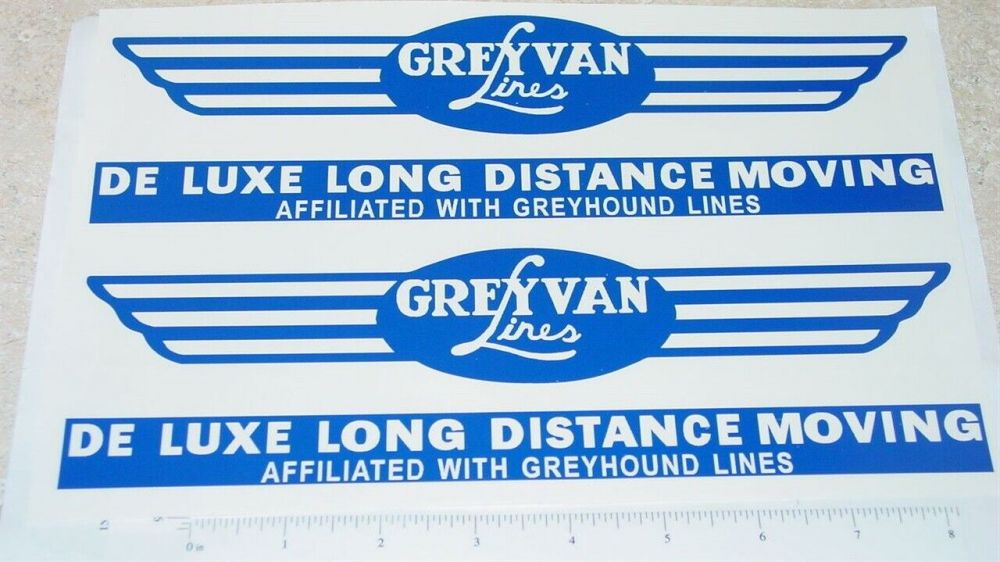 GREYVAN
Lines
DE LUXE LONG DISTANCE MOVING
AFFILIATED WITH GREYHOUND LINES
GREYVAN
Lines
DE LUXE LONG DISTANCE MOVING
AFFILIATED WITH GREYHOUND LINES
0 in 1 2 3 4 5 6 7 8